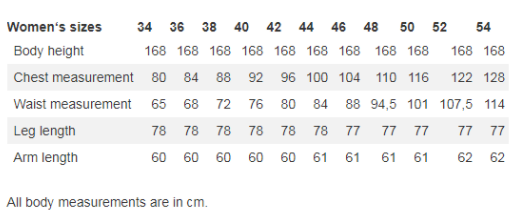 Women's sizes 34 36 38 40 42 44 46 48 50 52 54
Body height 168 168 168 168 168 168 168 168 168 168 168
Chest measurement 80 84 88 92 96 100 104 110 116 122 128
Waist measurement 65 68 72 76 80 84 88 94,5 101 107,5 114
Leg length 78 78 78 78 78 78 77 77 77 77 77
Arm length 60 60 60 60 60 61 61 61 61 62 62
All body measurements are in cm.